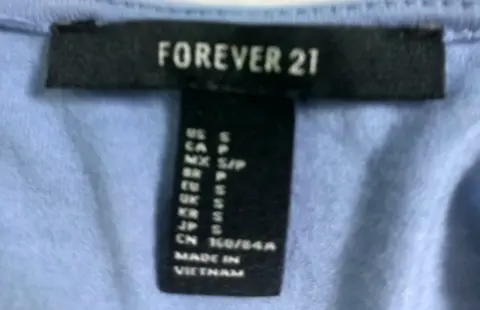 FOREVER 21
US S
CA P
MX S/P
BR P
EU S
UK S
KR S
JP S
CN 160/84A
MADE IN
VIETNAM